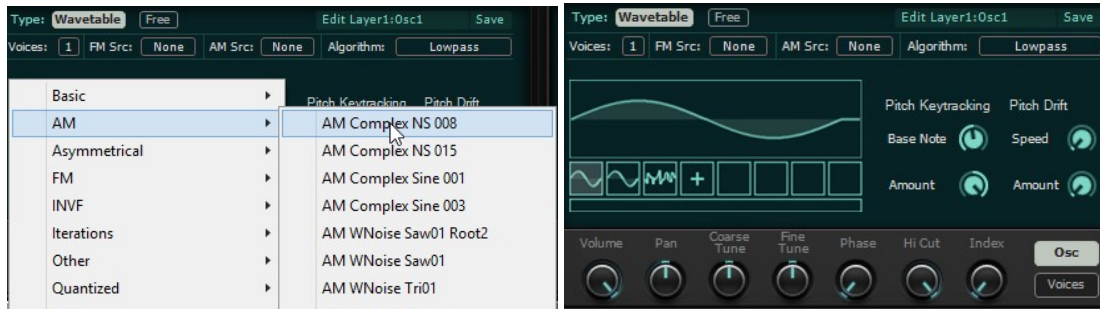 Type: Wavetable Free Edit Layer1:Osc1 Save
Voices: 1 FM Src: None AM Src: None Algorithm: Lowpass
Pitch Keytracking Pitch Drift
Basic
AM
Asymmetrical
FM
INVF
Iterations
Other
Quantized
AM Complex NS 008
AM Complex NS 015
AM Complex Sine 001
AM Complex Sine 003
AM WNoise Saw01 Root2
AM WNoise Saw01
AM WNoise Tri01
Type: Wavetable Free Edit Layer1:Osc1 Save
Voices: 1 FM Src: None AM Src: None Algorithm: Lowpass
Pitch Keytracking Pitch Drift
Base Note Speed
+
Amount Amount
Volume Pan Coarse Tune Fine Tune Phase Hi Cut Index
Osc
Voices